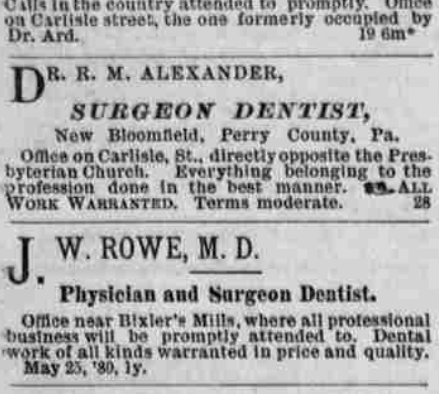 Calls in the country attended to promptly. Office
on Carlisle street, the one formerly occupied by
Dr. Ard. 19 6m*
DR. R. M. ALEXANDER,
SURGEON DENTIST,
New Bloomfield, Perry County, Pa.
Office on Carlisle, St., directly opposite the Pres-
byterian Church. Everything belonging to the
profession done in the best manner. ALL
WORK WARRANTED. Terms moderate. 28
J. W. ROWE, M. D.
Physician and Surgeon Dentist.
Office near Bixler's Mills, where all professional
business will be promptly attended to. Dental
work of all kinds warranted in price and quality.
May 25, '80, ly.